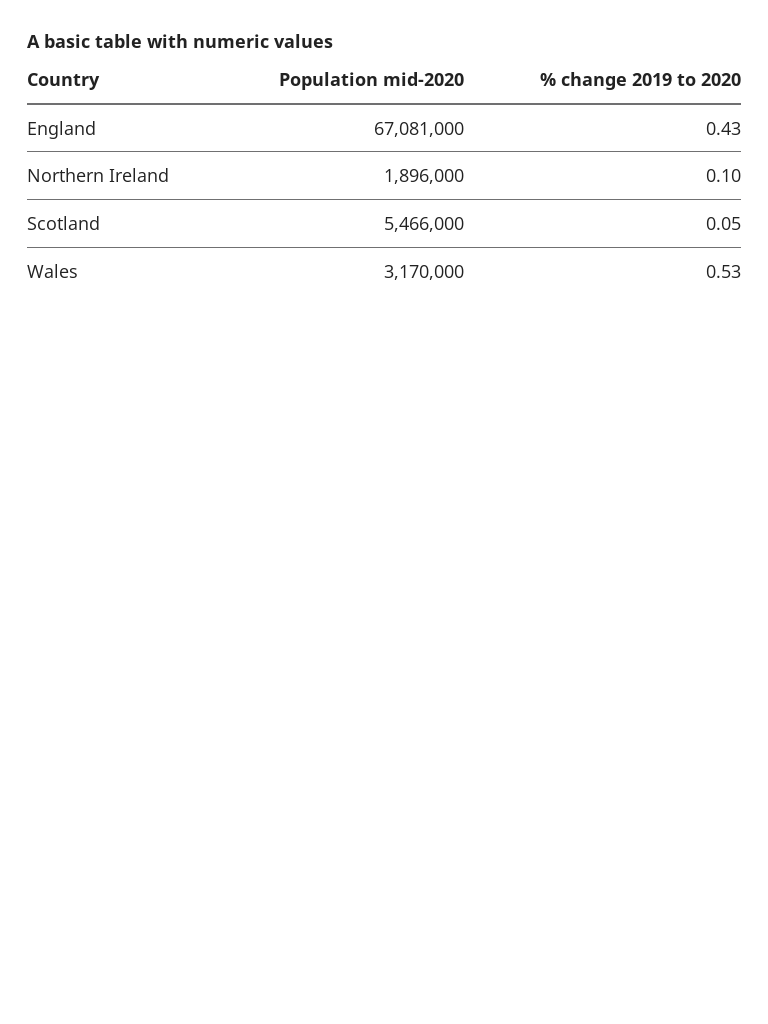 A basic table with numeric values
Country Population mid-2020 % change 2019 to 2020
England 67,081,000 0.43
Northern Ireland 1,896,000 0.10
Scotland 5,466,000 0.05
Wales 3,170,000 0.53